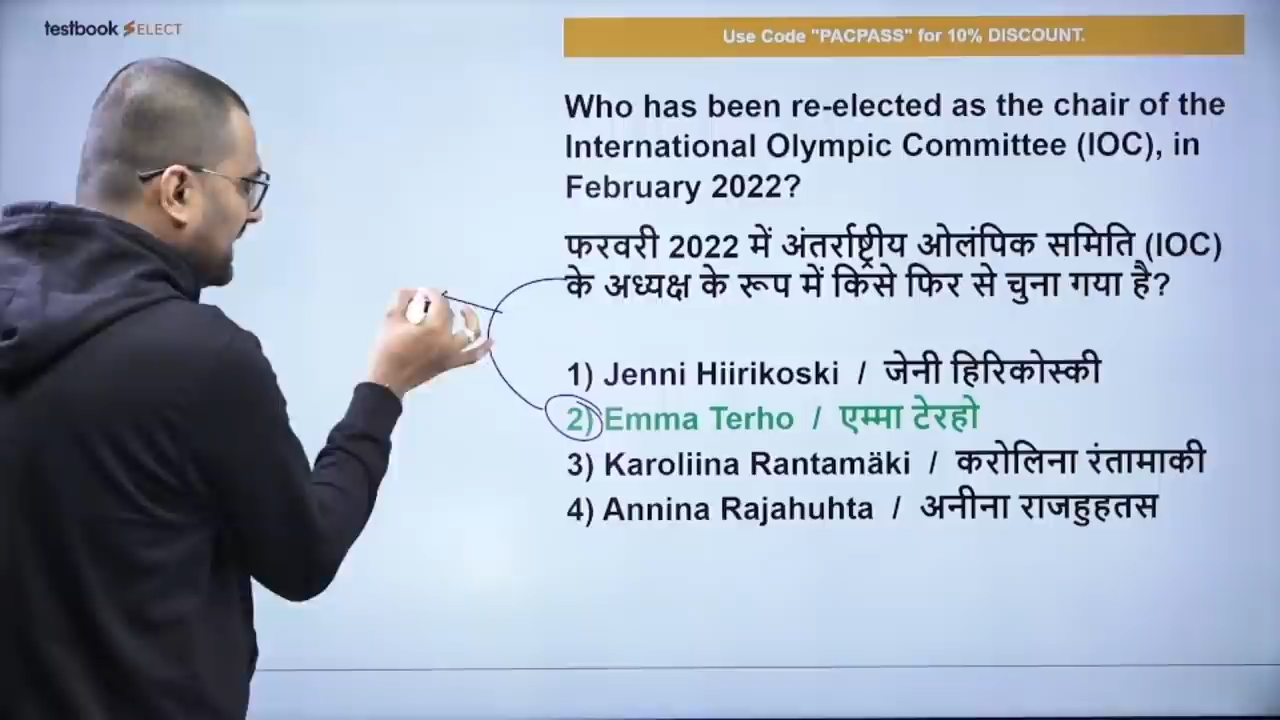 testbook SELECT
Use Code "PACPASS" for 10% DISCOUNT.
Who has been re-elected as the chair of the
International Olympic Committee (IOC), in
February 2022?
फरवरी 2022 में अंतर्राष्ट्रीय ओलंपिक समिति (IOC)
के अध्यक्ष के रूप में किसे फिर से चुना गया है?
1) Jenni Hiirikoski / जेनी हिरिकोस्की
2) Emma Terho / एम्मा टेरहो
3) Karoliina Rantamäki / करोलिना रंतामाकी
4) Annina Rajahuhta / अनीना राजहुहतस